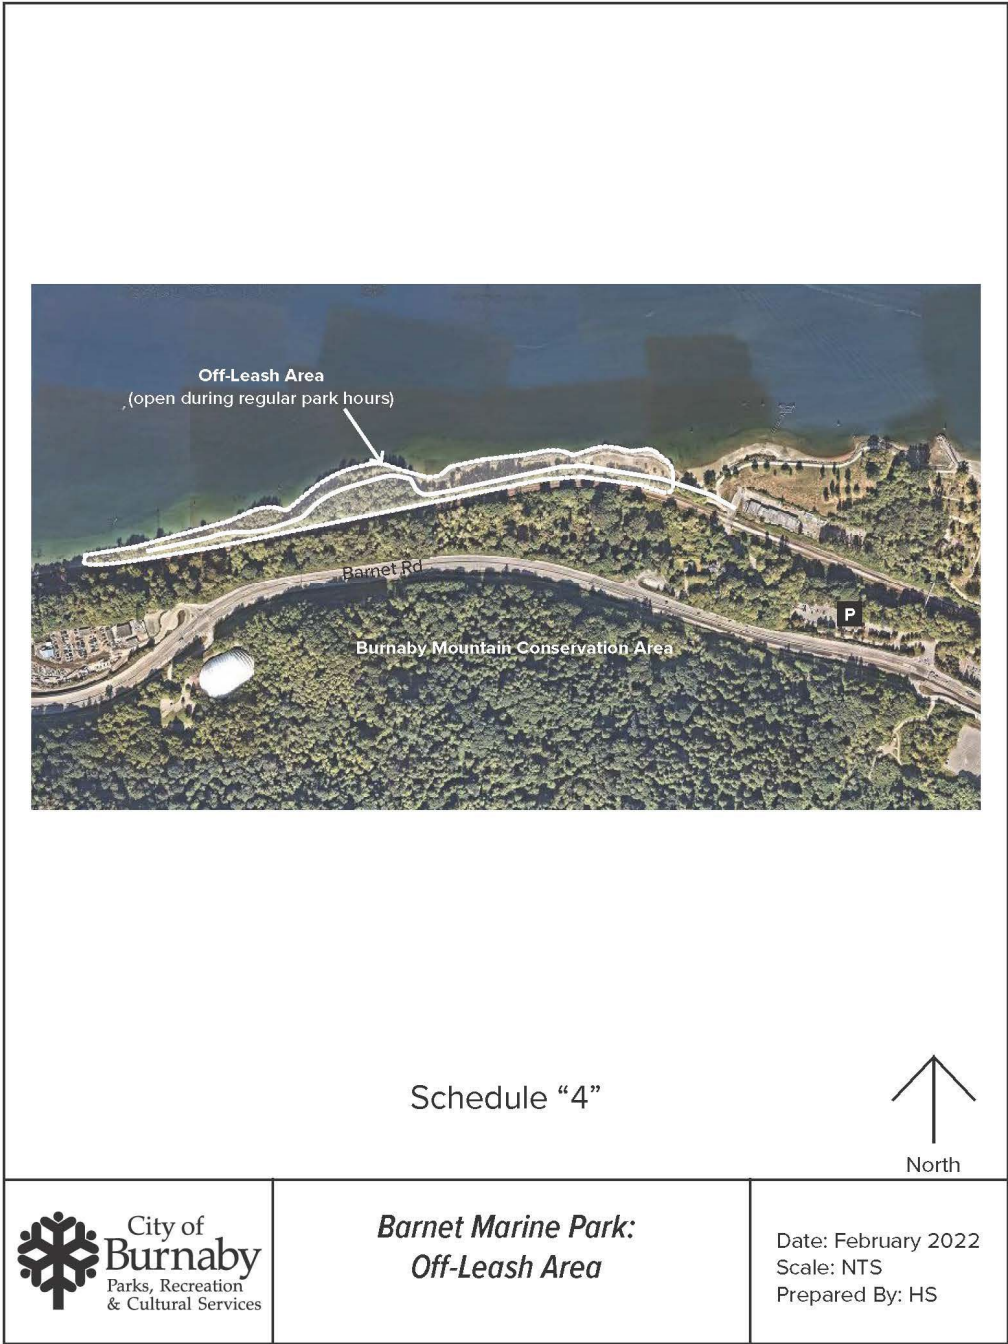 Off-Leash Area
(open during regular park hours)
Barnet Rd
P
Burnaby Mountain Conservation Area
Schedule “4”
North
City of
Burnaby
Parks, Recreation
& Cultural Services
Barnet Marine Park:
Off-Leash Area
Date: February 2022
Scale: NTS
Prepared By: HS